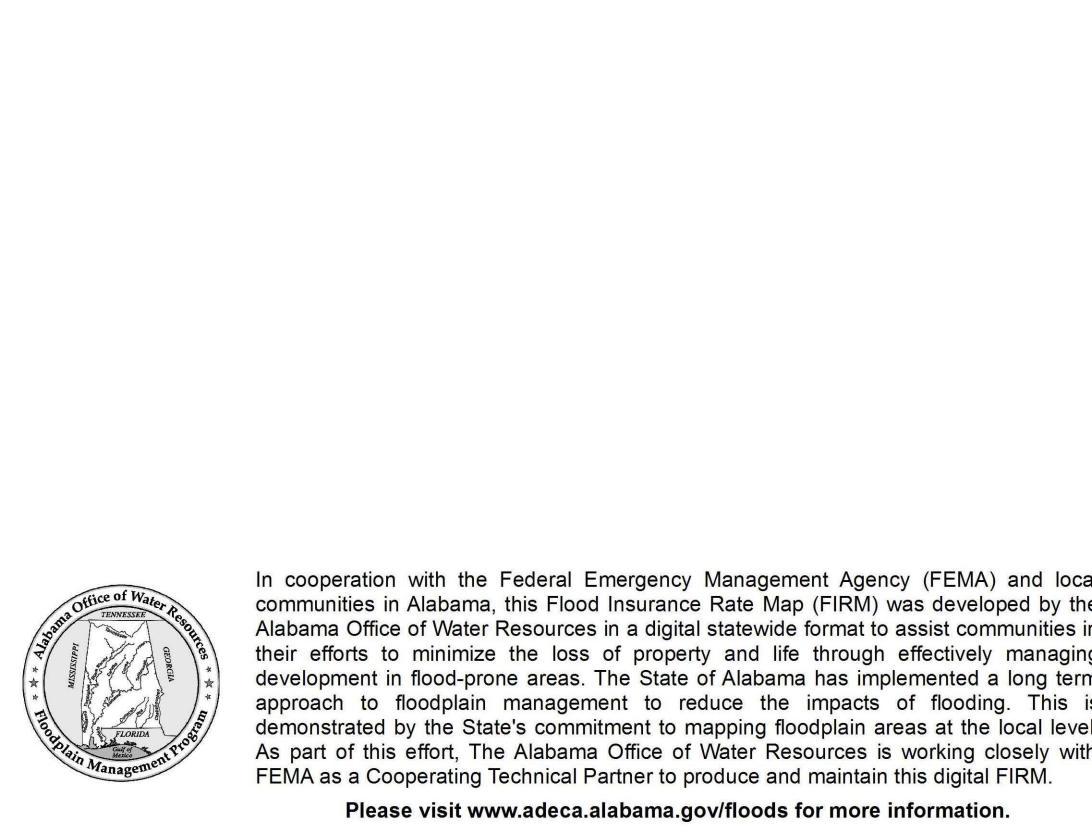 Alabama Office of Water Resources
TENNESSEE
MISSISSIPPI
GEORGIA
FLORIDA
Gulf of
Mexico
Floodplain Management Program
In cooperation with the Federal Emergency Management Agency (FEMA) and loca
communities in Alabama, this Flood Insurance Rate Map (FIRM) was developed by the
Alabama Office of Water Resources in a digital statewide format to assist communities in
their efforts to minimize the loss of property and life through effectively managing
development in flood-prone areas. The State of Alabama has implemented a long term
approach to floodplain management to reduce the impacts of flooding. This is
demonstrated by the State's commitment to mapping floodplain areas at the local level
As part of this effort, The Alabama Office of Water Resources is working closely with
FEMA as a Cooperating Technical Partner to produce and maintain this digital FIRM.
Please visit www.adeca.alabama.gov/floods for more information.